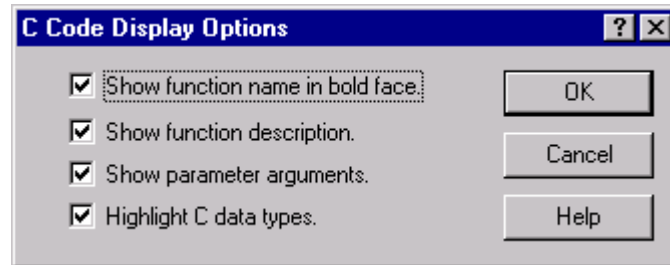 C Code Display Options
Show function name in bold face.
Show function description.
Show parameter arguments.
Highlight C data types.
OK
Cancel
Help